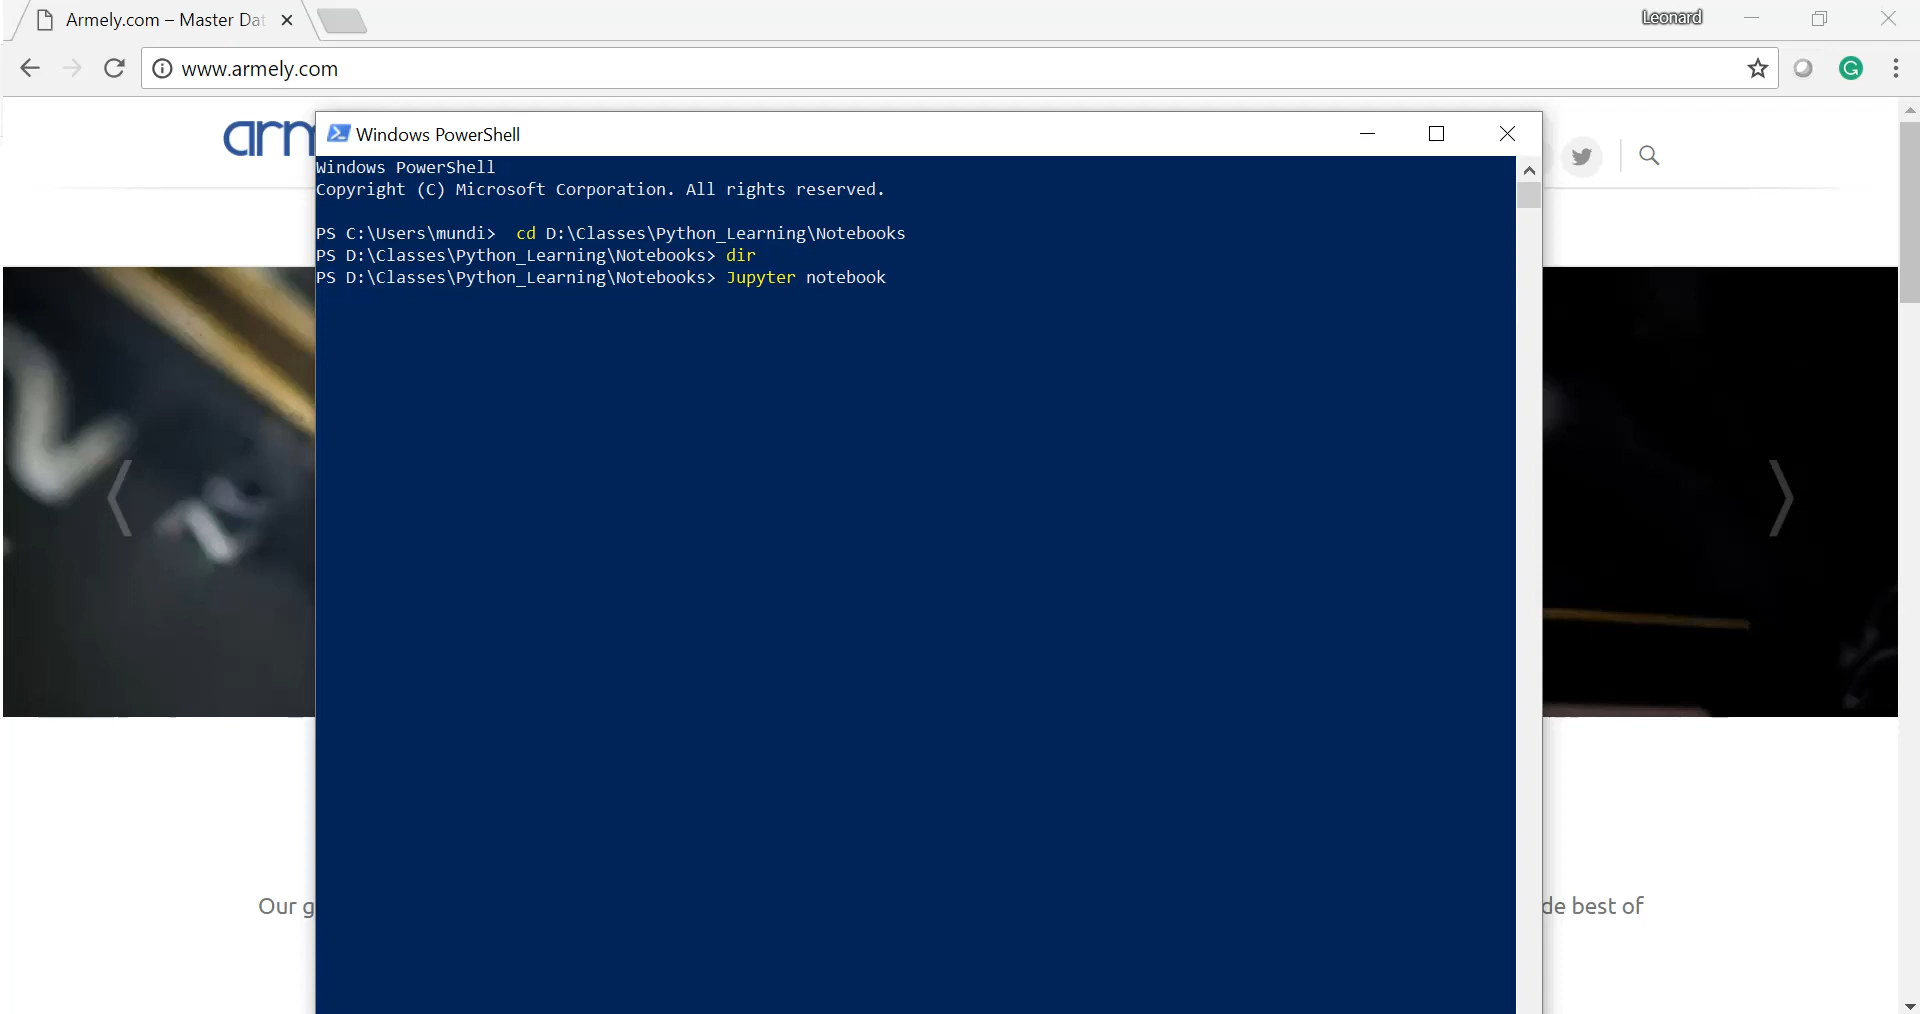 Armely.com – Master Dat
Leonard
www.armely.com
arm
Windows PowerShell
Windows PowerShell
Copyright (C) Microsoft Corporation. All rights reserved.
PS C:\Users\mundi>  cd D:\Classes\Python_Learning\Notebooks
PS D:\Classes\Python_Learning\Notebooks> dir
PS D:\Classes\Python_Learning\Notebooks> Jupyter notebook
Our g
de best of